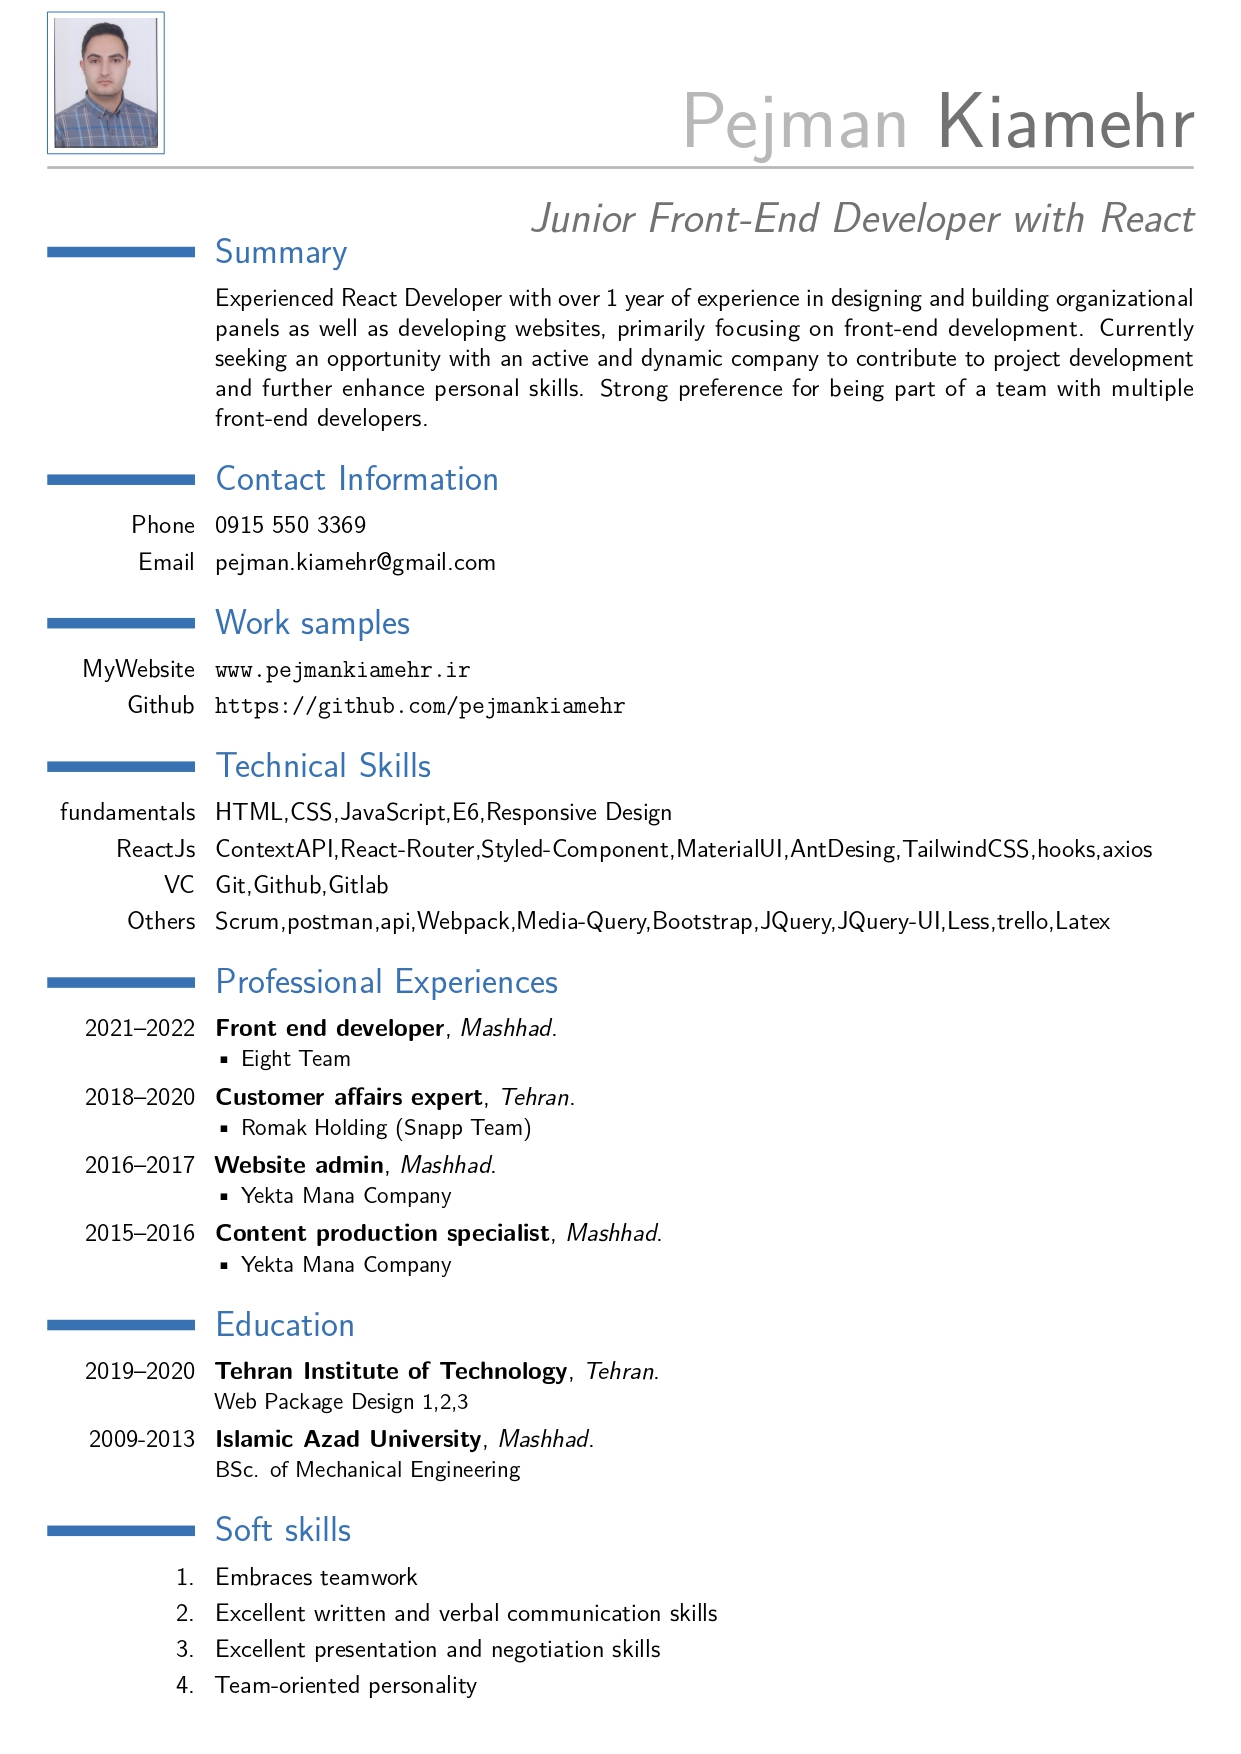 Pejman Kiamehr
Junior Front-End Developer with React
Summary
Experienced React Developer with over 1 year of experience in designing and building organizational
panels as well as developing websites, primarily focusing on front-end development. Currently
seeking an opportunity with an active and dynamic company to contribute to project development
and further enhance personal skills. Strong preference for being part of a team with multiple
front-end developers.
Contact Information
Phone 0915 550 3369
Email pejman.kiamehr@gmail.com
Work samples
MyWebsite www.pejmankiamehr.ir
Github https://github.com/pejmankiamehr
Technical Skills
fundamentals HTML,CSS,JavaScript,E6,Responsive Design
ReactJs ContextAPI,React-Router,Styled-Component,MaterialUI,AntDesing,TailwindCSS,hooks,axios
VC Git,Github,Gitlab
Others Scrum,postman,api,Webpack,Media-Query,Bootstrap,JQuery,JQuery-UI,Less,trello,Latex
Professional Experiences
2021–2022 Front end developer, Mashhad.
▪ Eight Team
2018–2020 Customer affairs expert, Tehran.
▪ Romak Holding (Snapp Team)
2016–2017 Website admin, Mashhad.
▪ Yekta Mana Company
2015–2016 Content production specialist, Mashhad.
▪ Yekta Mana Company
Education
2019–2020 Tehran Institute of Technology, Tehran.
Web Package Design 1,2,3
2009-2013 Islamic Azad University, Mashhad.
BSc. of Mechanical Engineering
Soft skills
1. Embraces teamwork
2. Excellent written and verbal communication skills
3. Excellent presentation and negotiation skills
4. Team-oriented personality